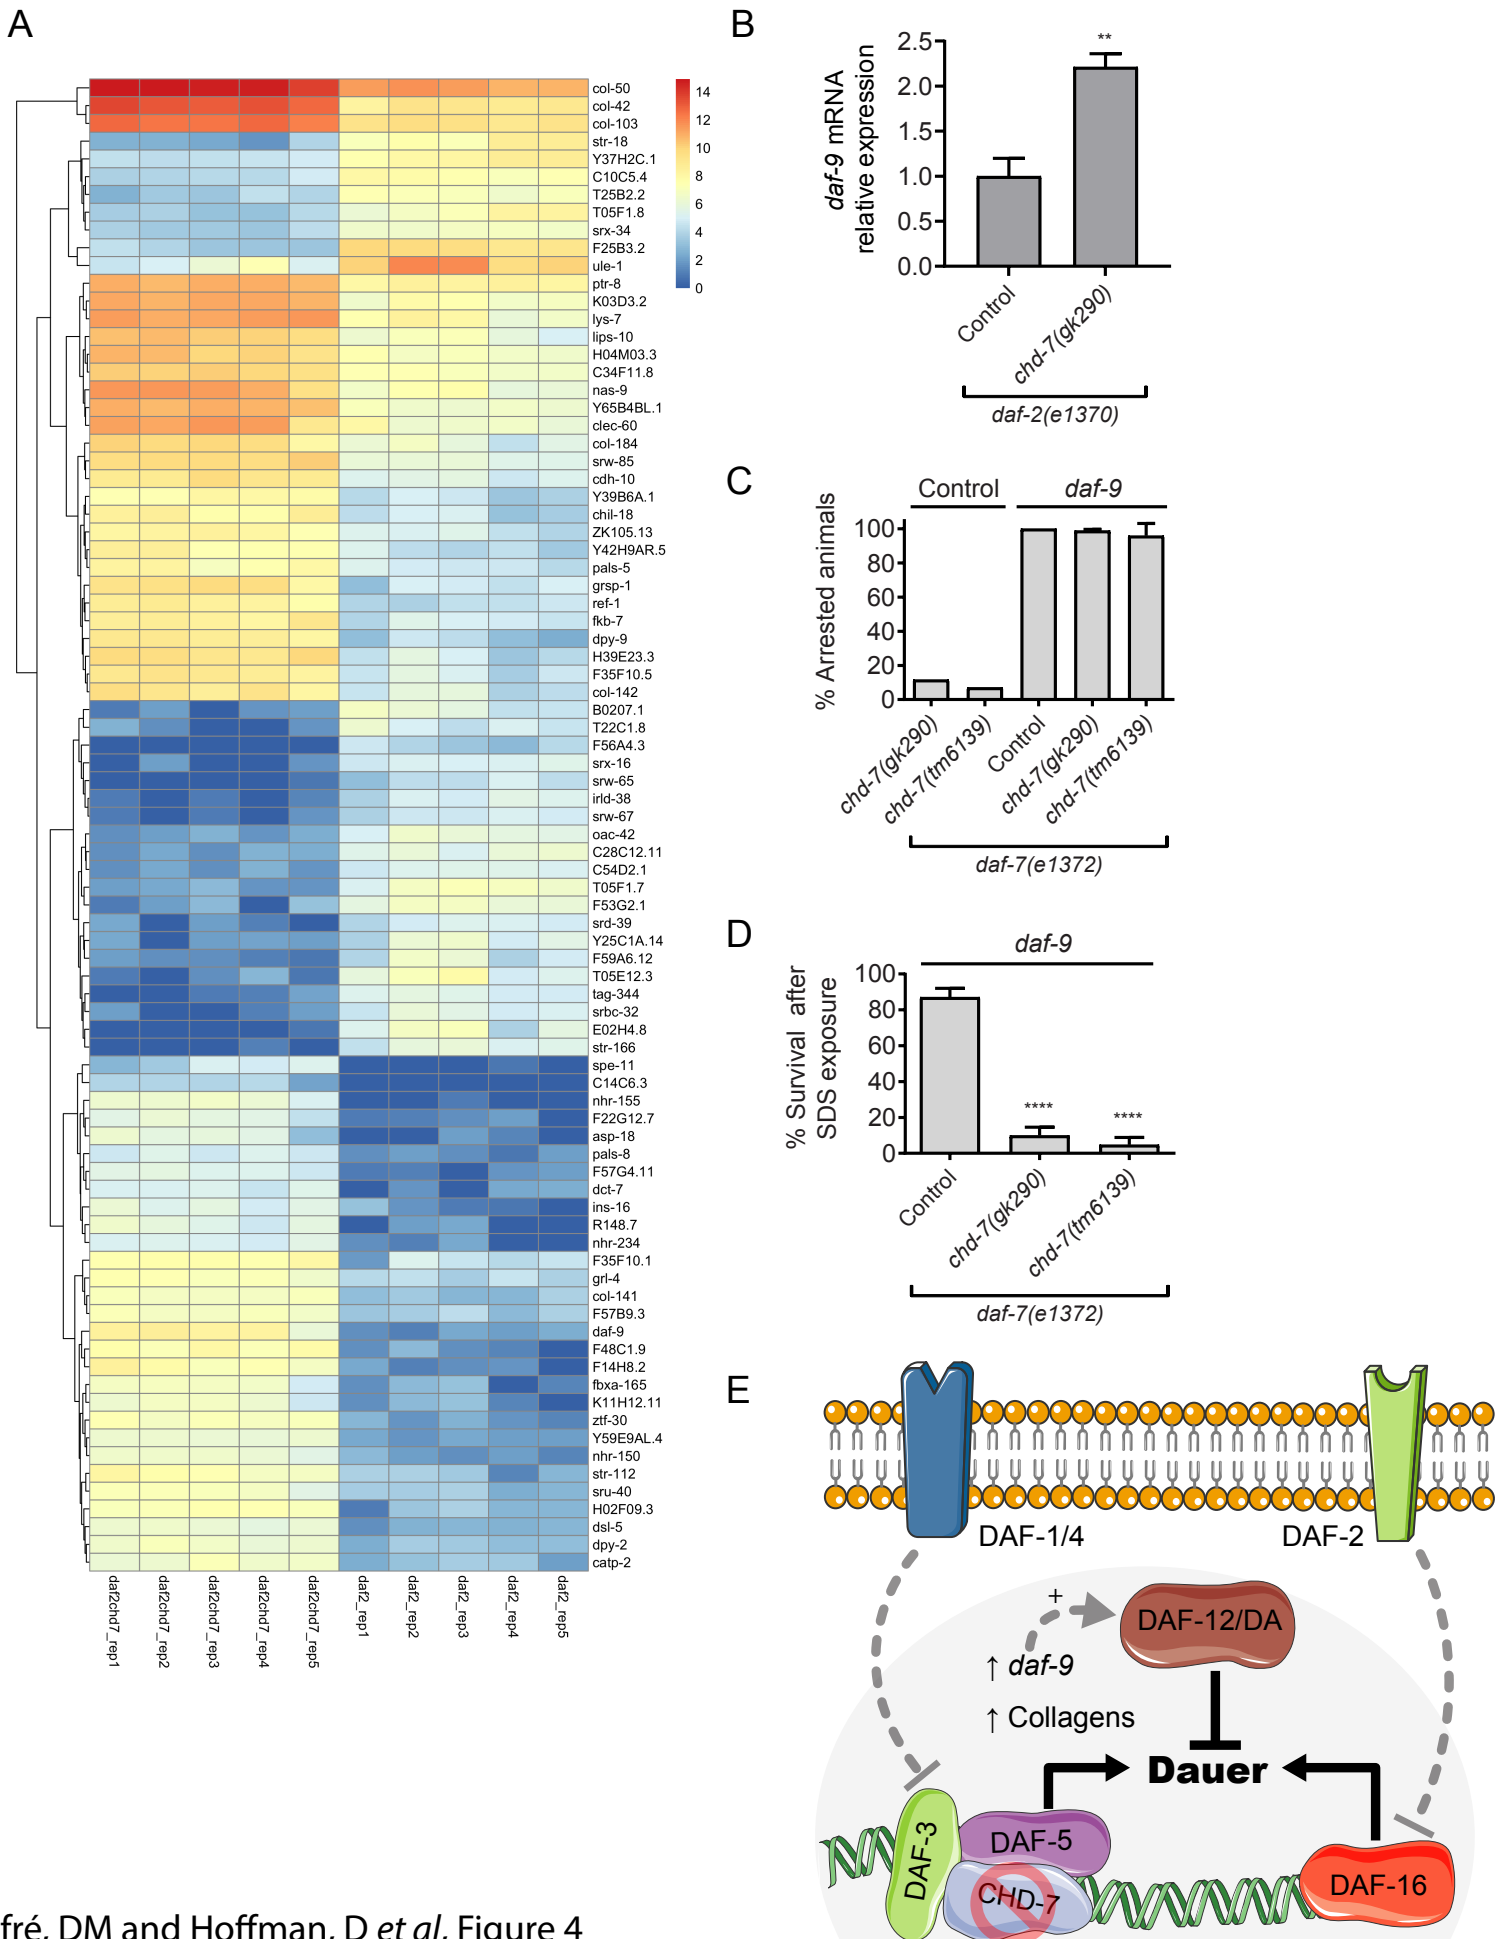 A
col-50
col-42
col-103
str-18
Y37H2C.1
C10C5.4
T25B2.2
T05F1.8
srx-34
F25B3.2
ule-1
ptr-8
K03D3.2
lys-7
lips-10
H04M03.3
C34F11.8
nas-9
Y65B4BL.1
clec-60
col-184
srw-85
cdh-10
Y39B6A.1
chil-18
ZK105.13
Y42H9AR.5
pals-5
grsp-1
ref-1
fkb-7
dpy-9
H39E23.3
F35F10.5
col-142
B0207.1
T22C1.8
F56A4.3
srx-16
srw-65
irld-38
srw-67
oac-42
C28C12.11
C54D2.1
T05F1.7
F53G2.1
srd-39
Y25C1A.14
F59A6.12
T05E12.3
tag-344
srbc-32
E02H4.8
str-166
spe-11
C14C6.3
nhr-155
F22G12.7
asp-18
pals-8
F57G4.11
dct-7
ins-16
R148.7
nhr-234
F35F10.1
grl-4
col-141
F57B9.3
daf-9
F48C1.9
F14H8.2
fbxa-165
K11H12.11
ztf-30
Y59E9AL.4
nhr-150
str-112
sru-40
H02F09.3
dsl-5
dpy-2
catp-2
14
12
10
8
6
4
2
0
daf2chd7_rep1
daf2chd7_rep2
daf2chd7_rep3
daf2chd7_rep4
daf2chd7_rep5
daf2_rep1
daf2_rep2
daf2_rep3
daf2_rep4
daf2_rep5
B
daf-9 mRNA
relative expression
2.5
2.0
1.5
1.0
0.5
0.0
**
Control
chd-7(gk290)
daf-2(e1370)
C
Control
daf-9
% Arrested animals
100
80
60
40
20
0
chd-7(gk290)
chd-7(tm6139)
Control
chd-7(gk290)
chd-7(tm6139)
daf-7(e1372)
D
daf-9
% Survival after
SDS exposure
100
80
60
40
20
0
****
****
Control
chd-7(gk290)
chd-7(tm6139)
daf-7(e1372)
E
DAF-1/4
DAF-2
+
DAF-12/DA
↑ daf-9
↑ Collagens
Dauer
DAF-3
DAF-5
CHD-7
DAF-16
fré, DM and Hoffman, D et al. Figure 4